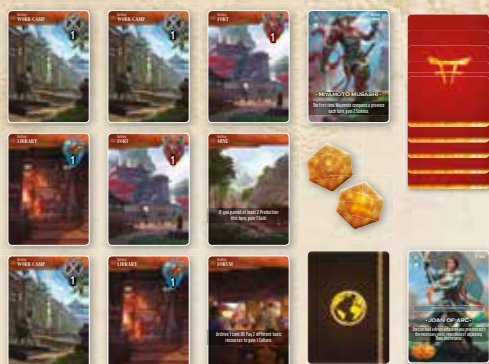 WORK CAMP
1
WORK CAMP
1
FORT
1
MIYAMOTO MUSASHI
The first time Miyamoto conquers a province
each turn, gain 2 Science.
LIBRARY
1
FORT
1
MINE
If you gained at least 2 Production
this turn, gain 1 Gold.
WORK CAMP
1
LIBRARY
1
FORUM
Archive 1 card OR Pay 2 different basic
resources to gain 1 Culture.
JOAN OF ARC